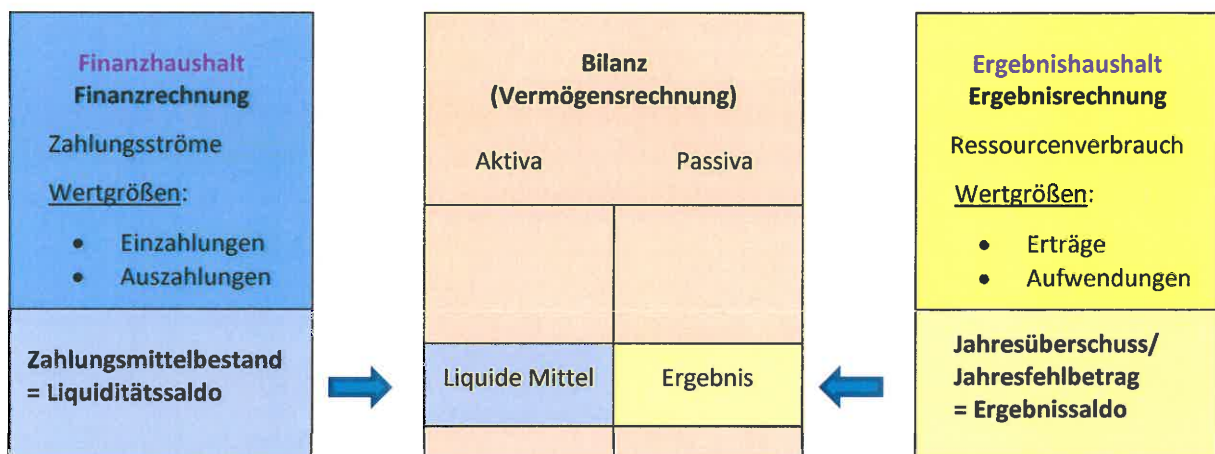 Finanzhaushalt
Finanzrechnung
Zahlungsströme
Wertgrößen:
• Einzahlungen
• Auszahlungen
Zahlungsmittelbestand
= Liquiditätssaldo
Bilanz
(Vermögensrechnung)
Aktiva Passiva
Liquide Mittel Ergebnis
Ergebnishaushalt
Ergebnisrechnung
Ressourcenverbrauch
Wertgrößen:
• Erträge
• Aufwendungen
Jahresüberschuss/
Jahresfehlbetrag
= Ergebnissaldo